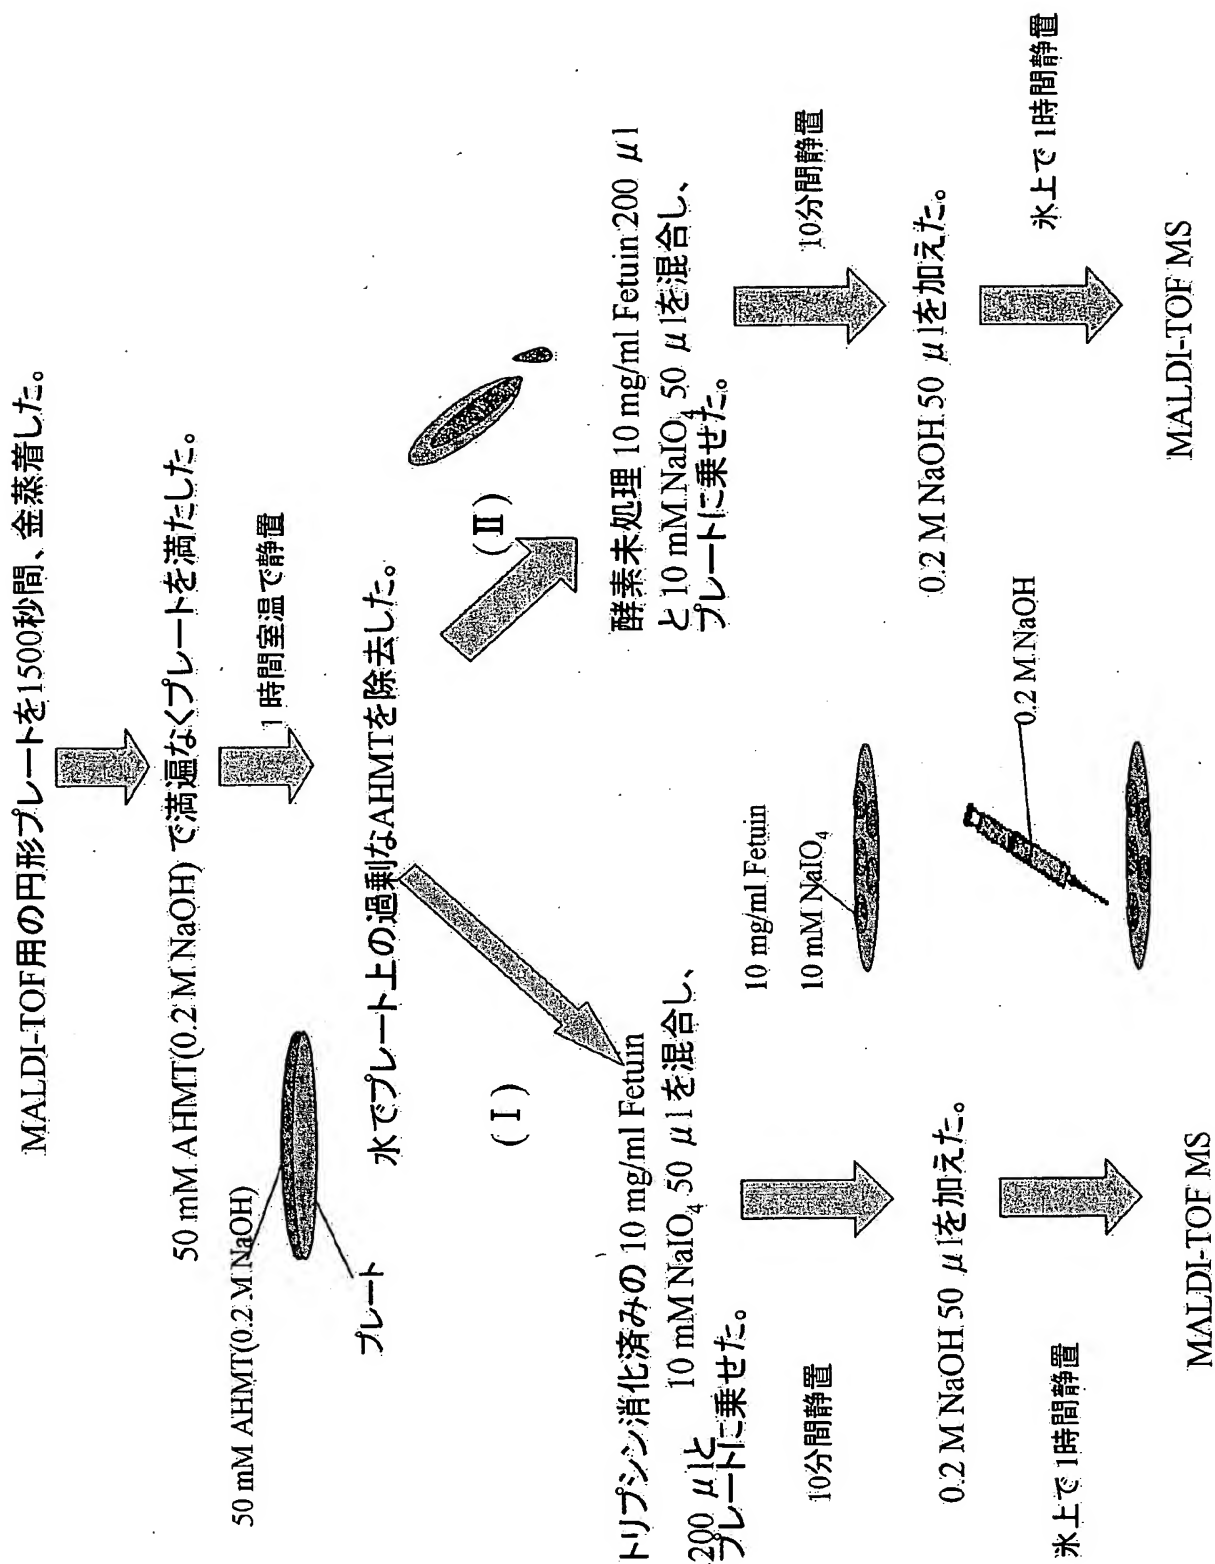 MALDI-TOF用の円形プレートを1500秒間、金蒸着した。
50 mM AHMT(0.2 M NaOH) で満遍なくプレートを満たした。
50 mM AHMT(0.2 M NaOH)
プレート
1 時間室温で静置
水でプレート上の過剰なAHMTを除去した。
(Ⅰ)
(Ⅱ)
トリプシン消化済みの 10 mg/ml Fetuin
200 μlと 10 mM NaIO4 50 μlを混合し、
プレートに乗せた。
10分間静置
0.2 M NaOH 50 μlを加えた。
氷上で 1時間静置
MALDI-TOF MS
10 mg/ml Fetuin
10 mM NaIO4
0.2 M NaOH
酵素未処理 10 mg/ml Fetuin 200 μl
と 10 mM NaIO4 50 μlを混合し、
プレートに乗せた。
10分間静置
0.2 M NaOH 50 μlを加えた。
氷上で 1時間静置
MALDI-TOF MS